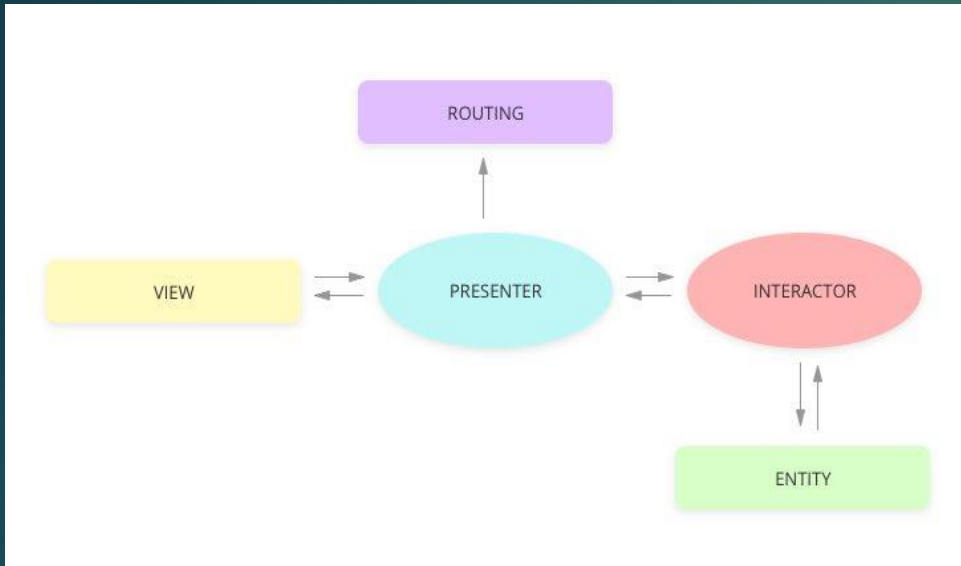 ROUTING
VIEW
PRESENTER
INTERACTOR
ENTITY